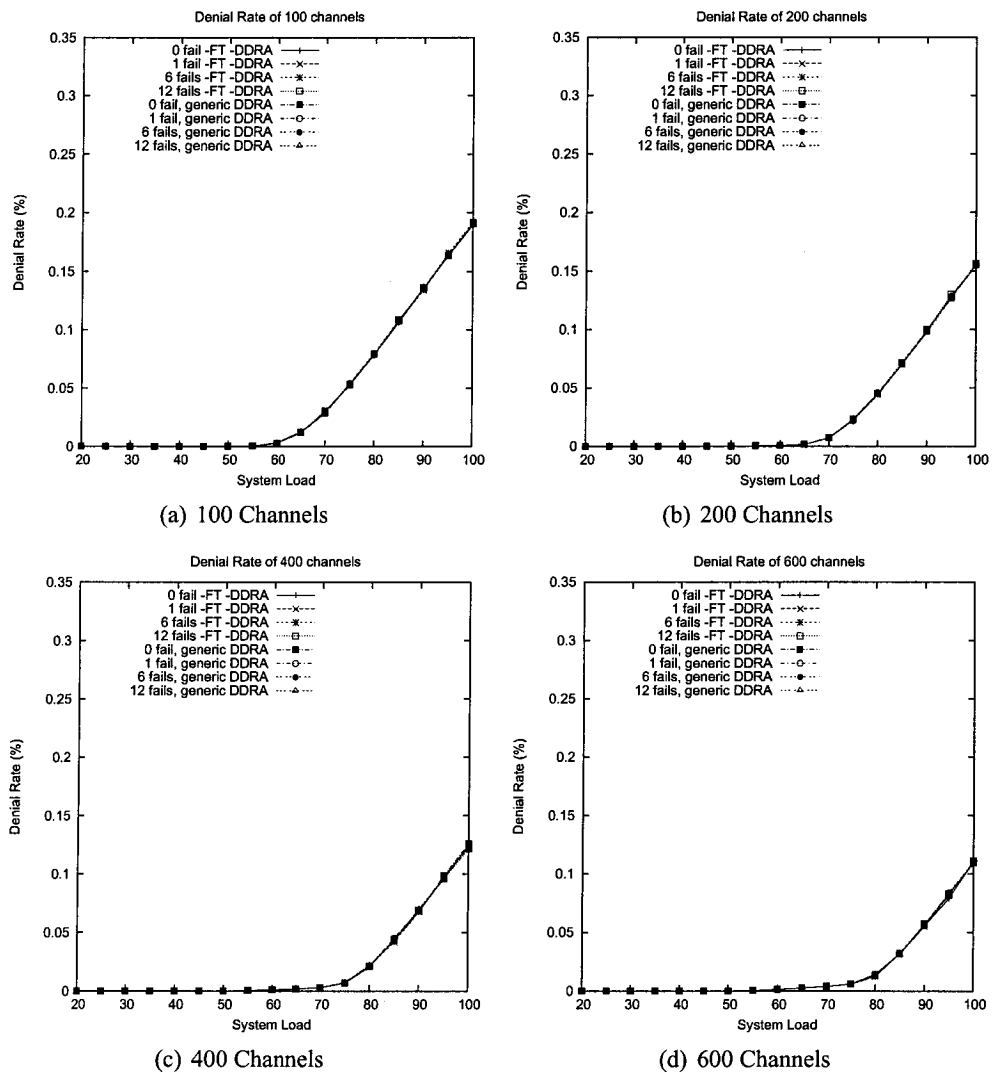 Denial Rate of 100 channels
0.35
0.3
0.25
0.2
0.15
0.1
0.05
0
Denial Rate (%)
0 fail -FT -DDRA
1 fail -FT -DDRA
6 fails -FT -DDRA
12 fails -FT -DDRA
0 fail, generic DDRA
1 fail, generic DDRA
6 fails, generic DDRA
12 fails, generic DDRA
20 30 40 50 60 70 80 90 100
System Load
(a) 100 Channels
Denial Rate of 200 channels
0.35
0.3
0.25
0.2
0.15
0.1
0.05
0
Denial Rate (%)
0 fail -FT -DDRA
1 fail -FT -DDRA
6 fails -FT -DDRA
12 fails -FT -DDRA
0 fail, generic DDRA
1 fail, generic DDRA
6 fails, generic DDRA
12 fails, generic DDRA
20 30 40 50 60 70 80 90 100
System Load
(b) 200 Channels
Denial Rate of 400 channels
0.35
0.3
0.25
0.2
0.15
0.1
0.05
0
Denial Rate (%)
0 fail -FT -DDRA
1 fail -FT -DDRA
6 fails -FT -DDRA
12 fails -FT -DDRA
0 fail, generic DDRA
1 fail, generic DDRA
6 fails, generic DDRA
12 fails, generic DDRA
20 30 40 50 60 70 80 90 100
System Load
(c) 400 Channels
Denial Rate of 600 channels
0.35
0.3
0.25
0.2
0.15
0.1
0.05
0
Denial Rate (%)
0 fail -FT -DDRA
1 fail -FT -DDRA
6 fails -FT -DDRA
12 fails -FT -DDRA
0 fail, generic DDRA
1 fail, generic DDRA
6 fails, generic DDRA
12 fails, generic DDRA
20 30 40 50 60 70 80 90 100
System Load
(d) 600 Channels